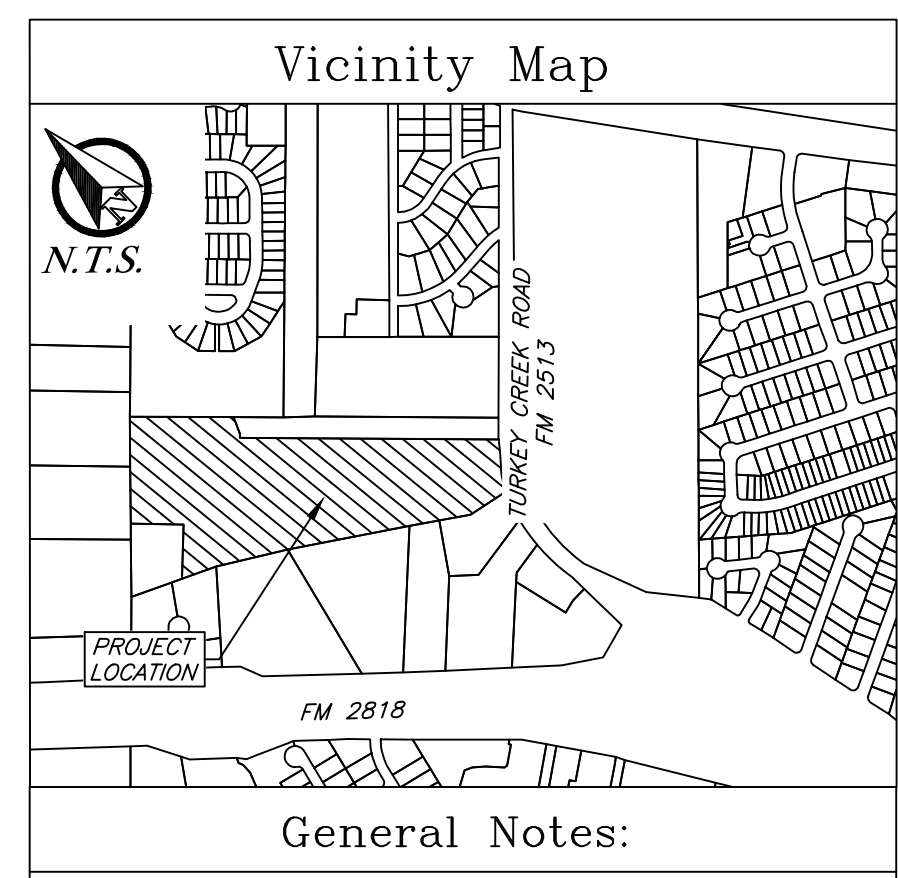 Vicinity Map
N
N.T.S.
TURKEY CREEK ROAD
FM 2513
PROJECT
LOCATION
FM 2818
General Notes: